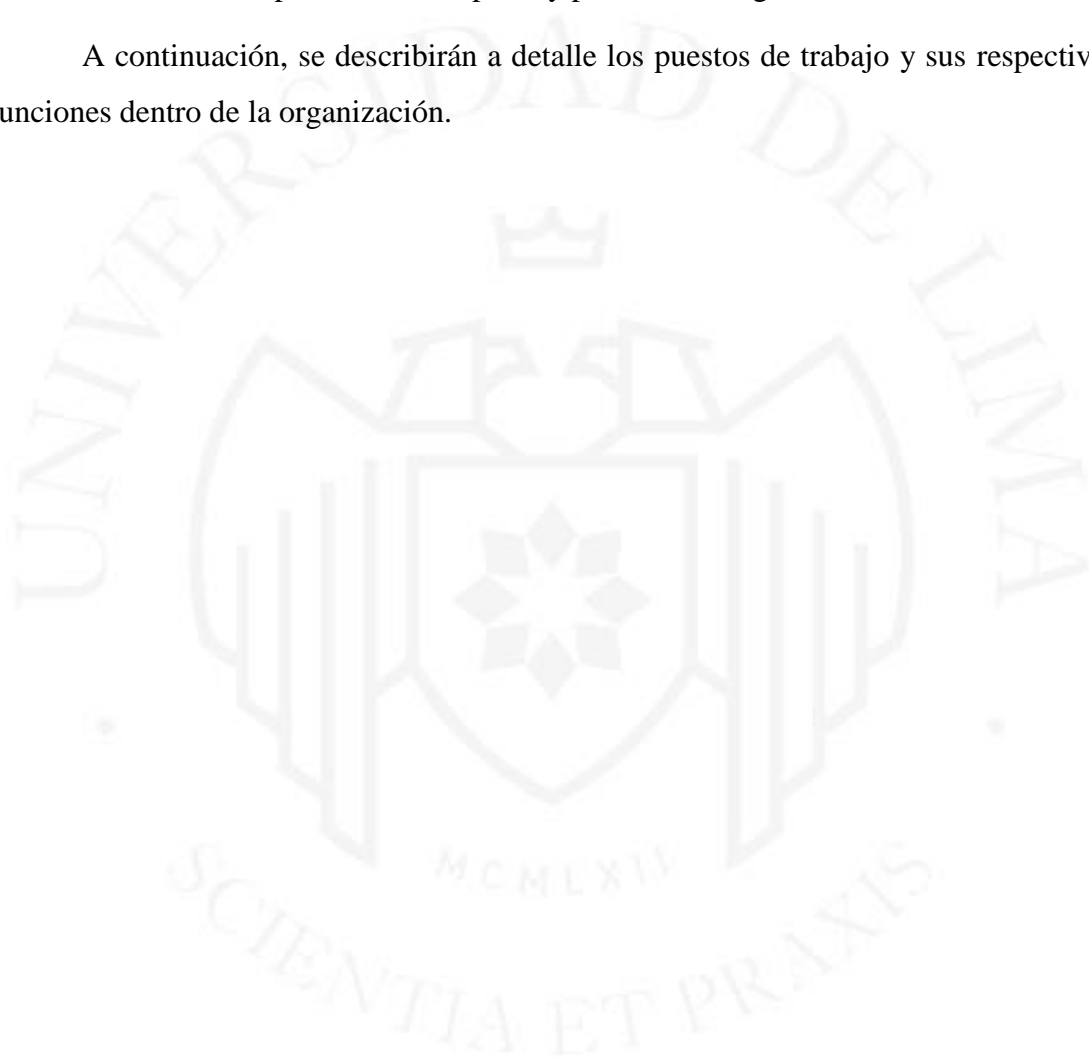 A continuación, se describirán a detalle los puestos de trabajo y sus respectiv
unciones dentro de la organización.
UNIVERSIDAD DE LIMA
MCMLXII
SCIENTIA ET PRAXIS